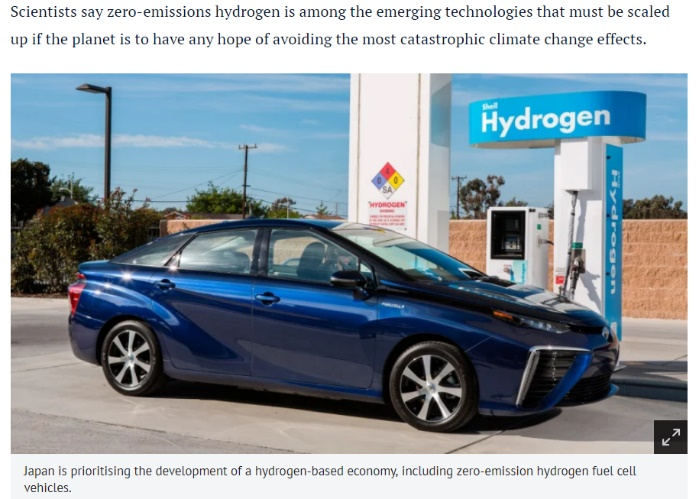 Scientists say zero-emissions hydrogen is among the emerging technologies that must be scaled
up if the planet is to have any hope of avoiding the most catastrophic climate change effects.
Shell
Hydrogen
SA
"HYDROGEN"
Hydrogen
Japan is prioritising the development of a hydrogen-based economy, including zero-emission hydrogen fuel cell
vehicles.